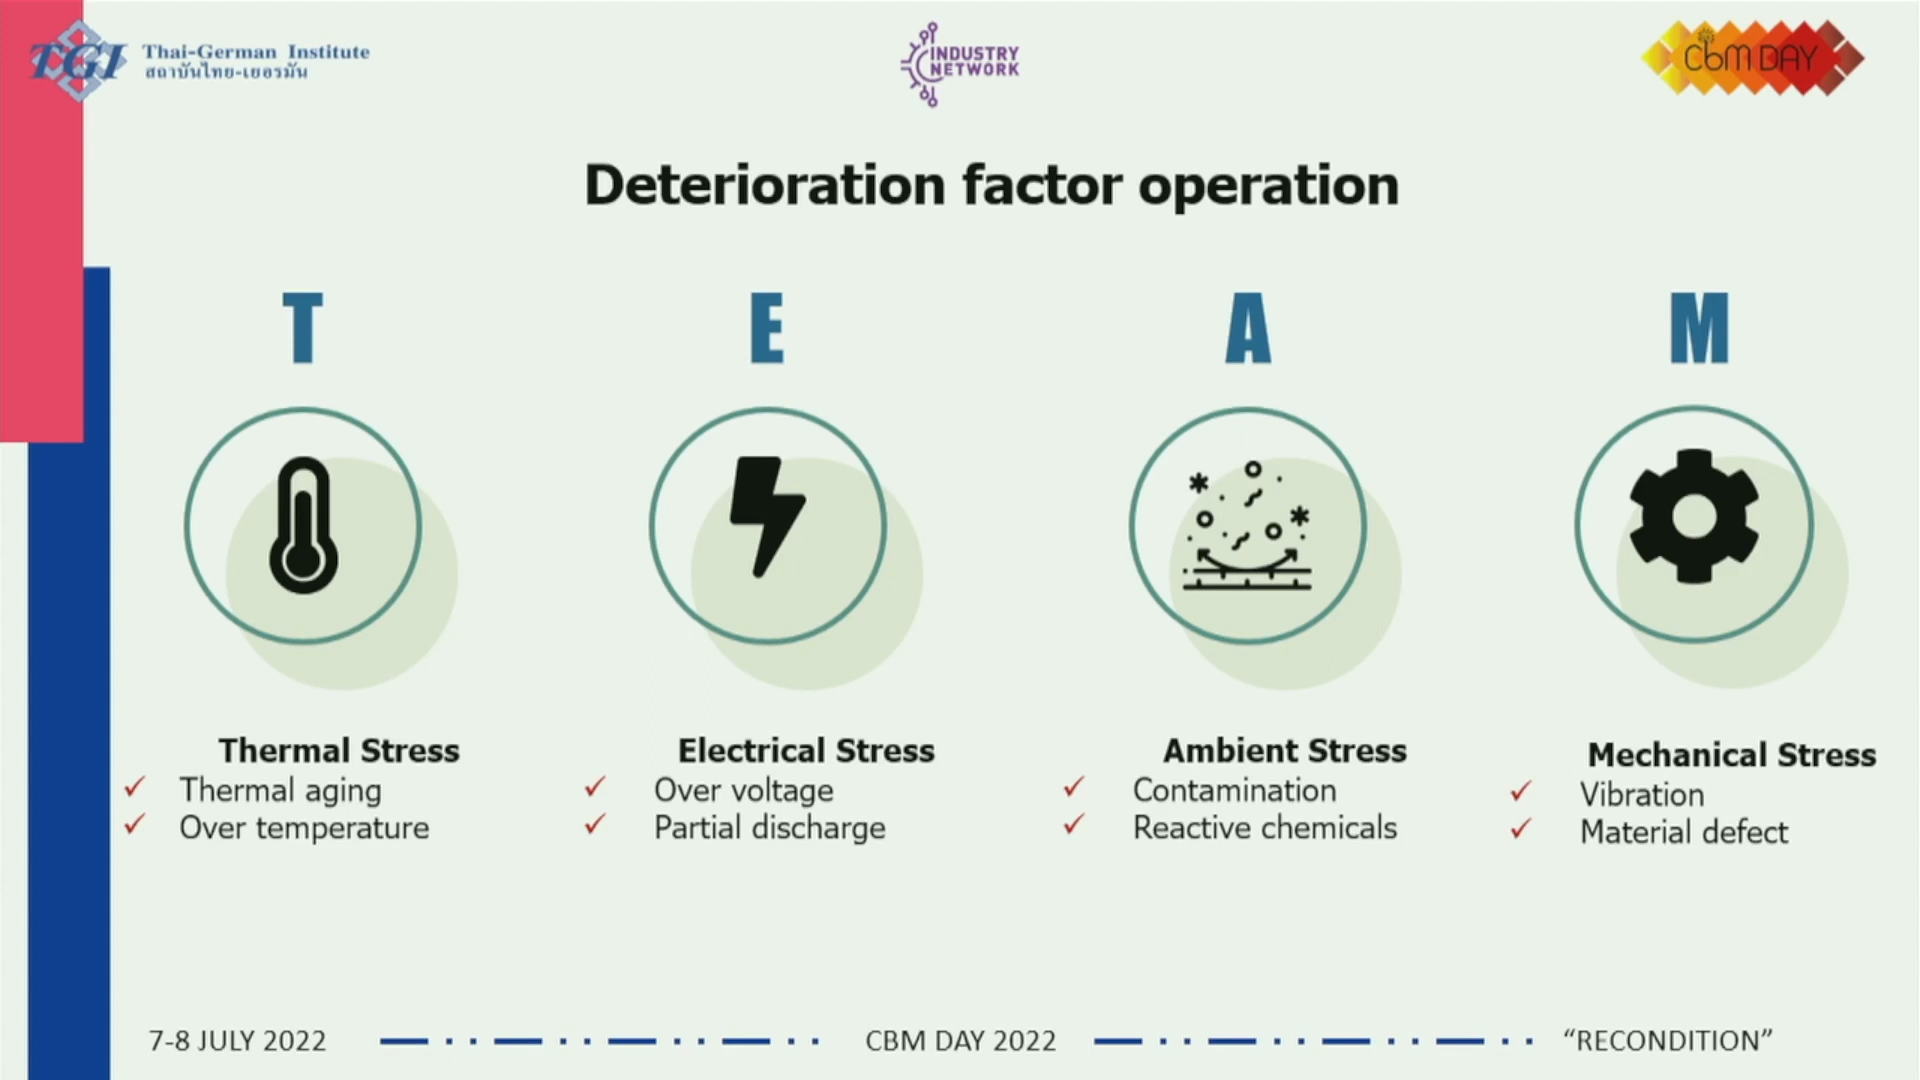 TGI Thai-German Institute
สถาบันไทย-เยอรมัน
INDUSTRY
NETWORK
cbm DAY
Deterioration factor operation
T E A M
Thermal Stress
✓ Thermal aging
✓ Over temperature
Electrical Stress
✓ Over voltage
✓ Partial discharge
Ambient Stress
✓ Contamination
✓ Reactive chemicals
Mechanical Stress
✓ Vibration
✓ Material defect
7-8 JULY 2022
CBM DAY 2022
“RECONDITION”